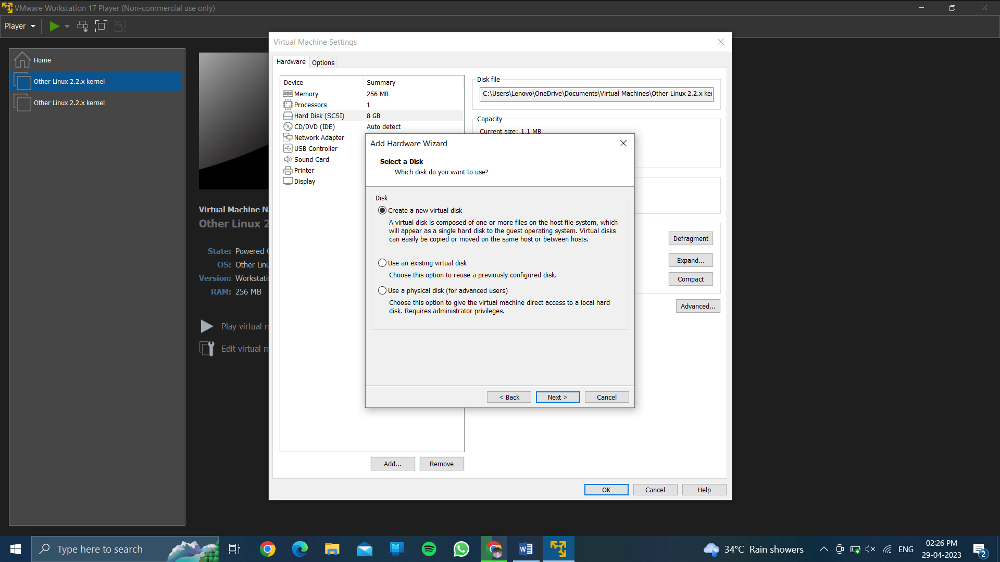 VMware Workstation 17 Player (Non-commercial use only)
Player
Home
Other Linux 2.2.x kernel
Other Linux 2.2.x kernel
Virtual Machine N
Other Linux 2
State: Powered
OS: Other Linu
Version: Workstati
RAM: 256 MB
Play virtual
Edit virtual
Virtual Machine Settings
Hardware
Options
Device Summary
Memory 256 MB
Processors 1
Hard Disk (SCSI) 8 GB
CD/DVD (IDE) Auto detect
Network Adapter
USB Controller
Sound Card
Printer
Display
Add...
Remove
Disk file
C:\Users\Lenovo\OneDrive\Documents\Virtual Machines\Other Linux 2.2.x ker
Capacity
Current size: 1.1 MB
Defragment
Expand...
Compact
Advanced...
Add Hardware Wizard
Select a Disk
Which disk do you want to use?
Disk
Create a new virtual disk
A virtual disk is composed of one or more files on the host file system, which
will appear as a single hard disk to the guest operating system. Virtual disks
can easily be copied or moved on the same host or between hosts.
Use an existing virtual disk
Choose this option to reuse a previously configured disk.
Use a physical disk (for advanced users)
Choose this option to give the virtual machine direct access to a local hard
disk. Requires administrator privileges.
< Back
Next >
Cancel
OK
Cancel
Help
Type here to search
34°C Rain showers
ENG
02:26 PM
29-04-2023
2